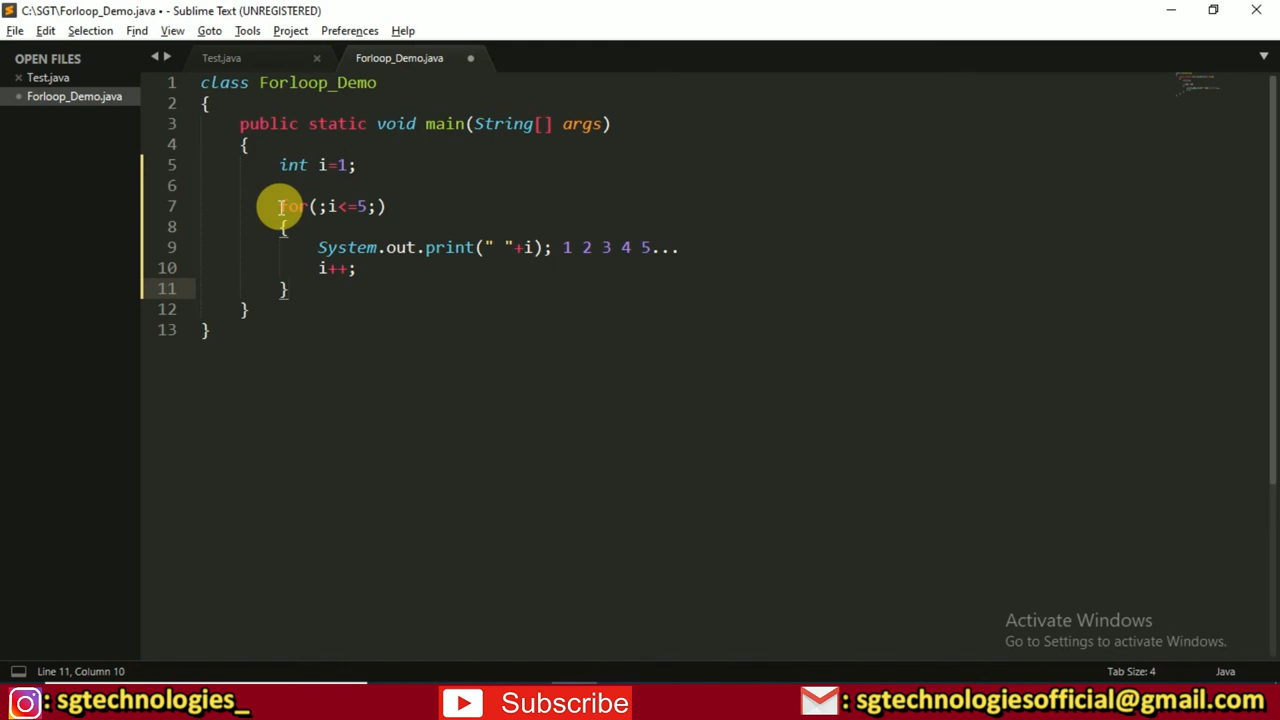 C:\SGT\Forloop_Demo.java • - Sublime Text (UNREGISTERED)
File Edit Selection Find View Goto Tools Project Preferences Help
OPEN FILES
Test.java
Forloop_Demo.java
Test.java
Forloop_Demo.java
1 class Forloop_Demo
2 {
3 public static void main(String[] args)
4 {
5 int i=1;
6
7 for(;i<=5;)
8 {
9 System.out.print(" "+i); 1 2 3 4 5...
10 i++;
11 }
12 }
13 }
Activate Windows
Go to Settings to activate Windows.
Line 11, Column 10
Tab Size: 4
Java
: sgtechnologies_
Subscribe
: sgtechnologiesofficial@gmail.com